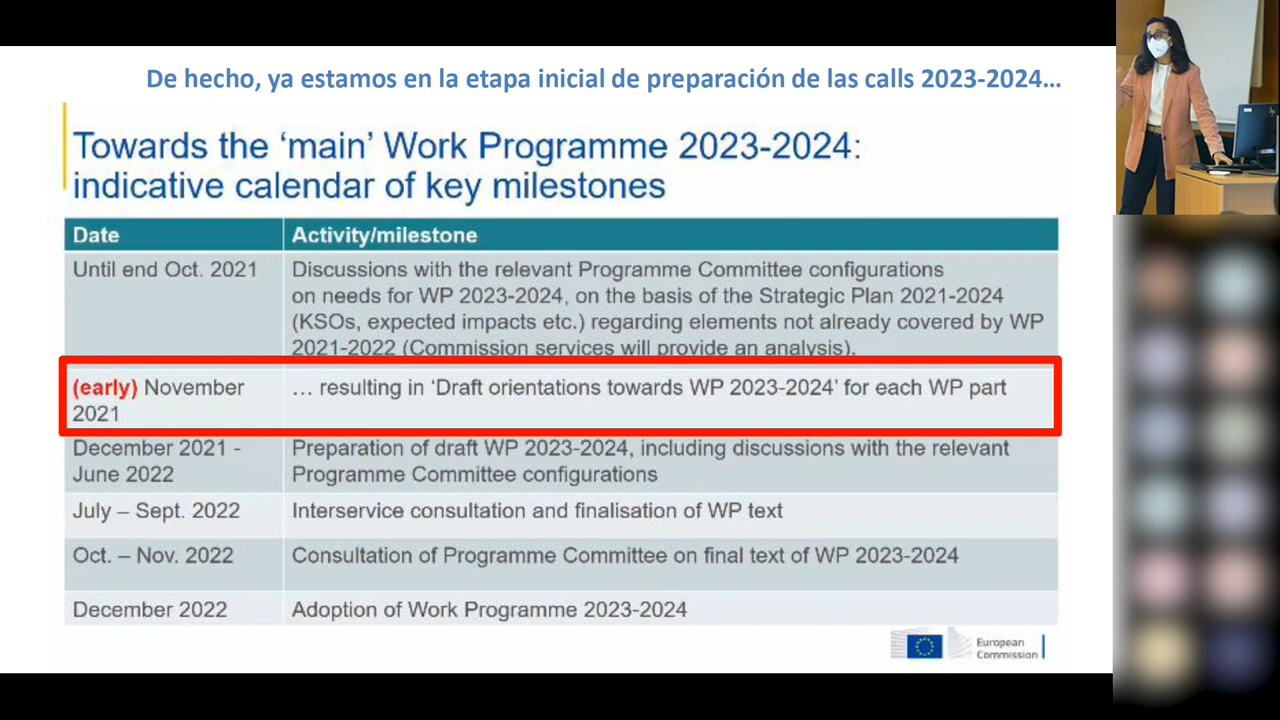 De hecho, ya estamos en la etapa inicial de preparación de las calls 2023-2024…
Towards the ‘main’ Work Programme 2023-2024:
indicative calendar of key milestones
Date
Activity/milestone
Until end Oct. 2021
Discussions with the relevant Programme Committee configurations
on needs for WP 2023-2024, on the basis of the Strategic Plan 2021-2024
(KSOs, expected impacts etc.) regarding elements not already covered by WP
2021-2022 (Commission services will provide an analysis).
(early) November
2021
… resulting in ‘Draft orientations towards WP 2023-2024’ for each WP part
December 2021 -
June 2022
Preparation of draft WP 2023-2024, including discussions with the relevant
Programme Committee configurations
July – Sept. 2022
Interservice consultation and finalisation of WP text
Oct. – Nov. 2022
Consultation of Programme Committee on final text of WP 2023-2024
December 2022
Adoption of Work Programme 2023-2024
European
Commission